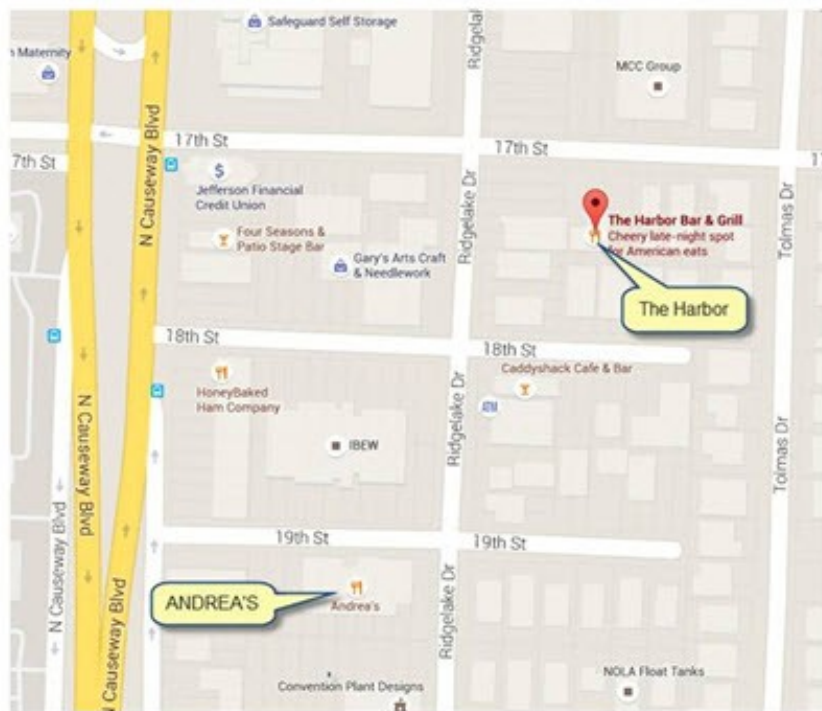 Safeguard Self Storage
Maternity
MCC Group
Ridgelake Dr
17th St
17th St
7th St
N Causeway Blvd
Jefferson Financial
Credit Union
Four Seasons &
Patio Stage Bar
Gary's Arts Craft
& Needlework
Ridgelake Dr
The Harbor Bar & Grill
Cheery late-night spot
for American eats
Tolmas Dr
The Harbor
18th St
18th St
Caddyshack Cafe & Bar
HoneyBaked
Ham Company
IBEW
Ridgelake Dr
Tolmas Dr
N Causeway Blvd
N Causeway Blvd
19th St
19th St
ANDREA'S
Andrea's
N Causeway Blvd
NOLA Float Tanks
Convention Plant Designs